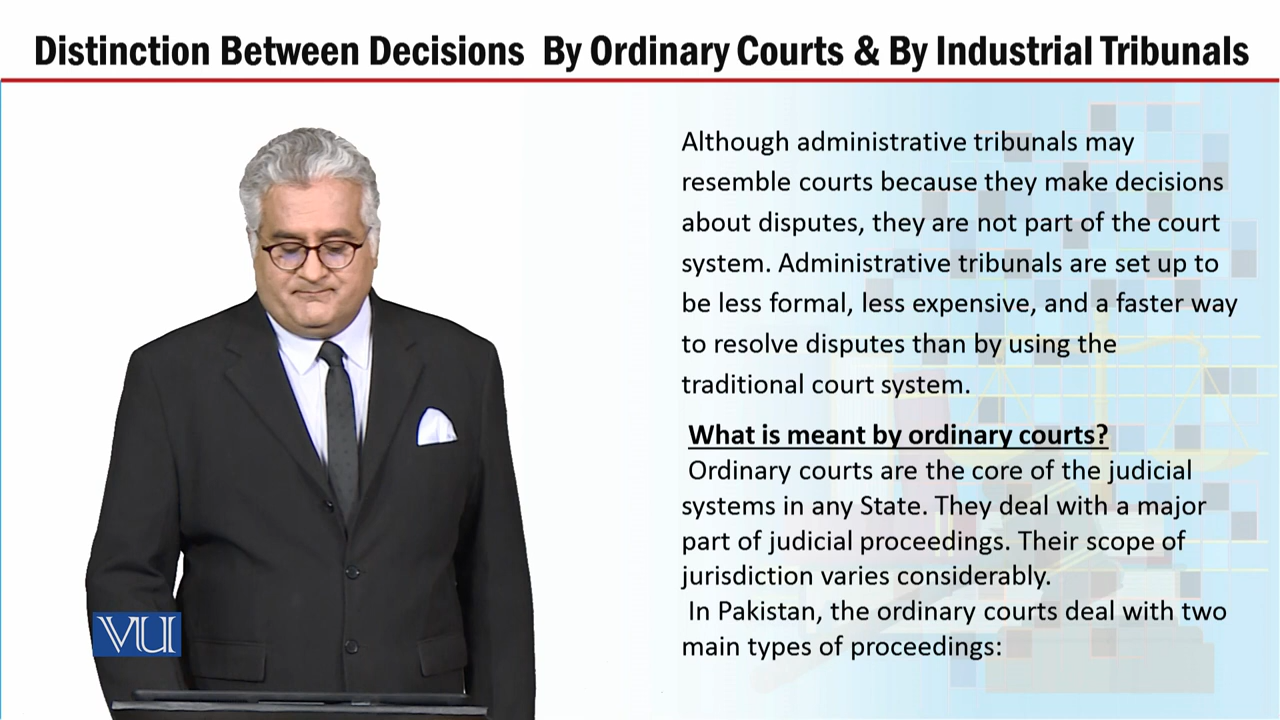 Distinction Between Decisions By Ordinary Courts & By Industrial Tribunals
Although administrative tribunals may
resemble courts because they make decisions
about disputes, they are not part of the court
system. Administrative tribunals are set up to
be less formal, less expensive, and a faster way
to resolve disputes than by using the
traditional court system.
What is meant by ordinary courts?
Ordinary courts are the core of the judicial
systems in any State. They deal with a major
part of judicial proceedings. Their scope of
jurisdiction varies considerably.
In Pakistan, the ordinary courts deal with two
main types of proceedings:
VU